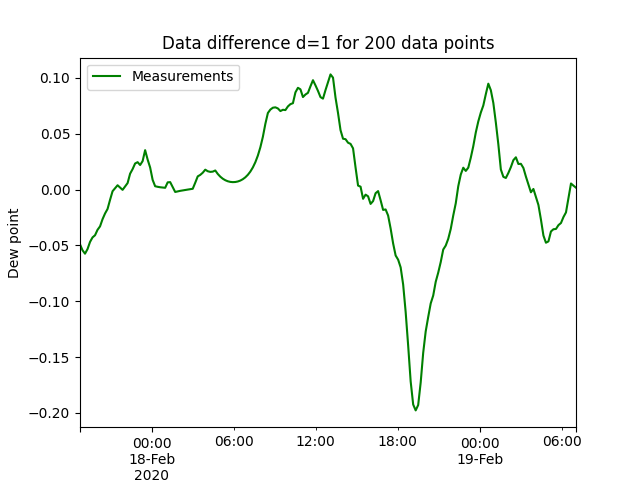 Data difference d=1 for 200 data points
Measurements
Dew point
0.10
0.05
0.00
−0.05
−0.10
−0.15
−0.20
00:00
18-Feb
2020
06:00
12:00
18:00
00:00
19-Feb
06:00